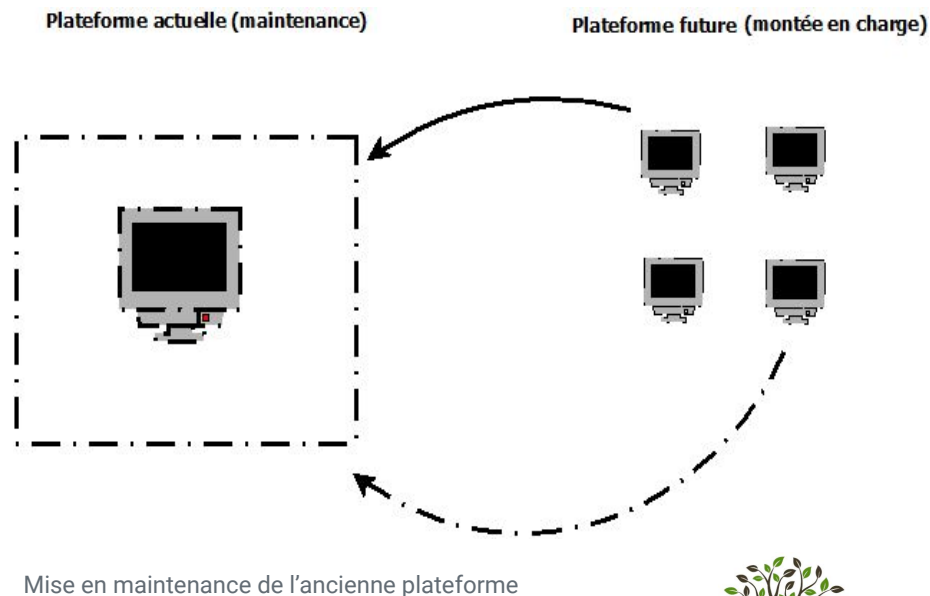 Plateforme actuelle (maintenance)
Plateforme future (montée en charge)
Mise en maintenance de l’ancienne plateforme